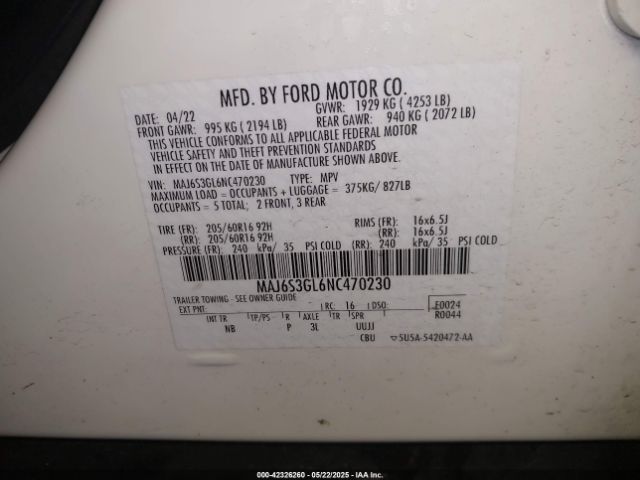 MFD. BY FORD MOTOR CO.
DATE: 04/22 GVWR: 1929 KG ( 4253 LB)
FRONT GAWR: 995 KG ( 2194 LB) REAR GAWR: 940 KG ( 2072 LB)
THIS VEHICLE CONFORMS TO ALL APPLICABLE FEDERAL MOTOR
VEHICLE SAFETY AND THEFT PREVENTION STANDARDS
IN EFFECT ON THE DATE OF MANUFACTURE SHOWN ABOVE.
VIN: MAJ6S3GL6NC470230 TYPE: MPV
MAXIMUM LOAD = OCCUPANTS + LUGGAGE = 375KG/ 827LB
OCCUPANTS = 5 TOTAL; 2 FRONT, 3 REAR
TIRE (FR): 205/60R16 92H RIMS (FR): 16x6.5J
(RR): 205/60R16 92H (RR): 16x6.5J
PRESSURE (FR): 240 kPa/ 35 PSI COLD (RR): 240 kPa/ 35 PSI COLD
MAJ6S3GL6NC470230
TRAILER TOWING - SEE OWNER GUIDE
EXT PNT: RC: 16 DSO: E0024
R0044
INT TR TP/PS R AXLE TR SPR
NB P 3L UUJJ
CBU 5U5A-5420472-AA
000-42326260 - 05/22/2025 - IAA Inc.